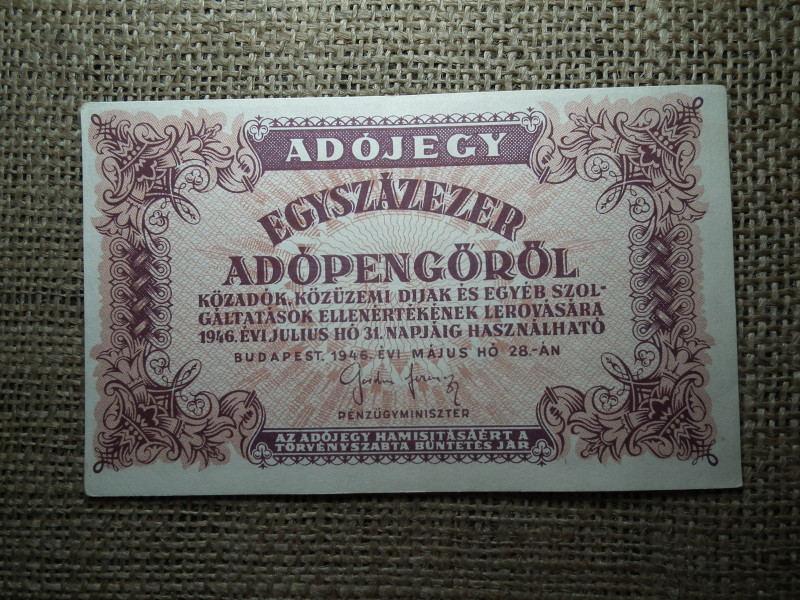 ADÓJEGY
EGYSZÁZEZER
ADÓPENGŐRŐL
KÖZADÓK, KÖZÜZEMI DIJAK ÉS EGYÉB SZOL-
GÁLTATÁSOK ELLENÉRTÉKÉNEK LEROVÁSÁRA
1946. ÉVI JULIUS HÓ 31. NAPJÁIG HASZNÁLHATÓ
BUDAPEST, 1946. ÉVI MÁJUS HÓ 28.-ÁN
PÉNZÜGYMINISZTER
AZ ADÓJEGY HAMISITÁSÁÉRT A
TÖRVÉNYSZABTA BÜNTETÉS JÁR